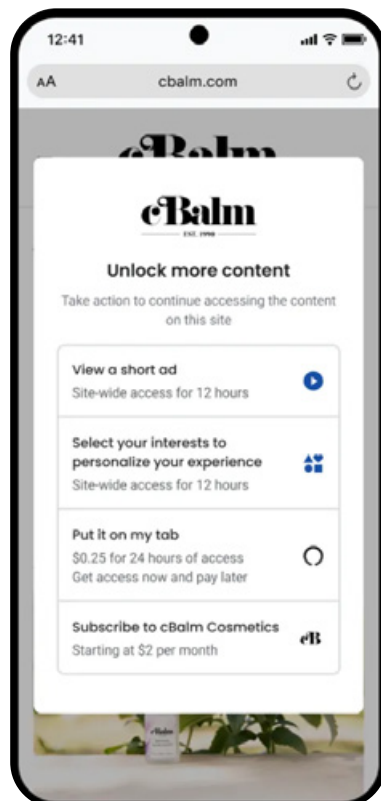 12:41
AA cbalm.com
cBalm
cBalm
EST. 1990
Unlock more content
Take action to continue accessing the content
on this site
View a short ad
Site-wide access for 12 hours
Select your interests to
personalize your experience
Site-wide access for 12 hours
Put it on my tab
$0.25 for 24 hours of access
Get access now and pay later
Subscribe to cBalm Cosmetics
cB
Starting at $2 per month
cBalm